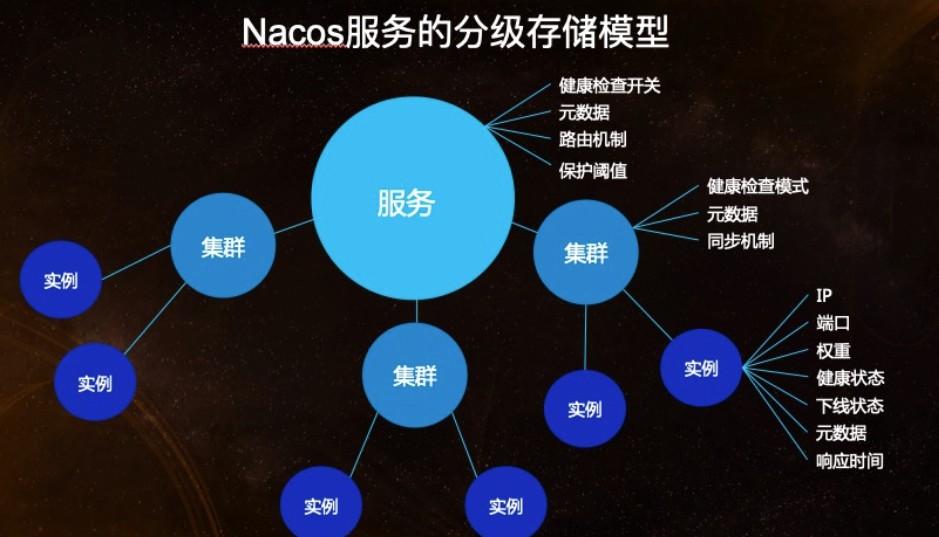 Nacos服务的分级存储模型
健康检查开关
元数据
路由机制
保护阈值
服务
健康检查模式
元数据
同步机制
集群
集群
实例
IP
端口
权重
健康状态
下线状态
元数据
响应时间
实例
实例
集群
实例
实例
实例